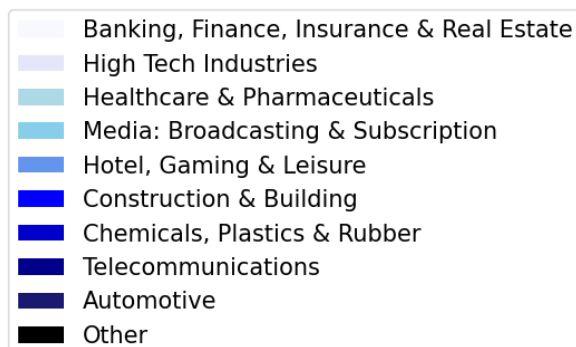 Banking, Finance, Insurance & Real Estate
High Tech Industries
Healthcare & Pharmaceuticals
Media: Broadcasting & Subscription
Hotel, Gaming & Leisure
Construction & Building
Chemicals, Plastics & Rubber
Telecommunications
Automotive
Other